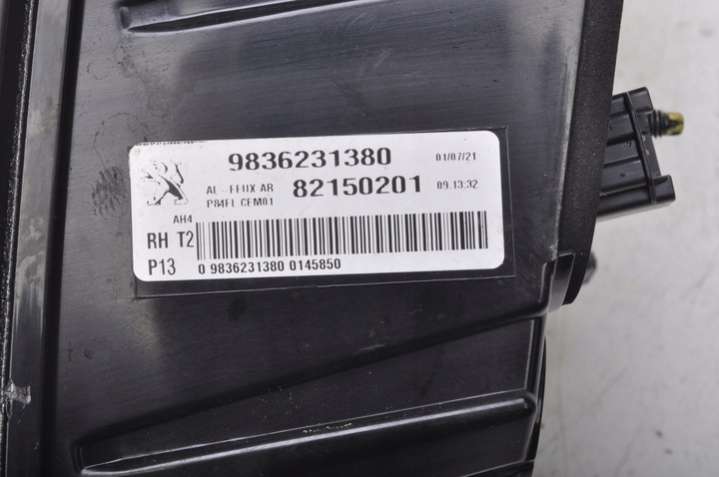 9836231380 01/07/21
AL - FEUX AR 82150201 09.13:32
P84FL CEM01
AH4
RH T2
P13 0 9836231380 0145850